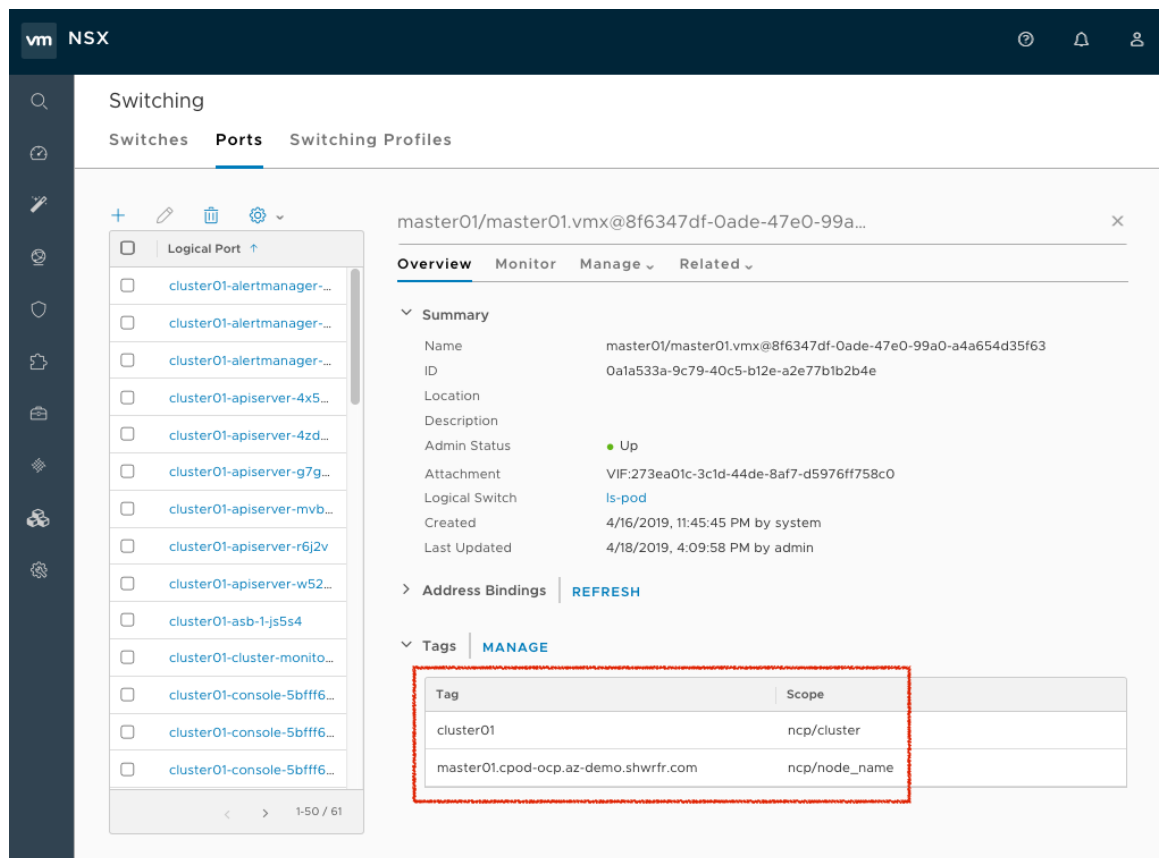 vm NSX
Switching
Switches Ports Switching Profiles
Logical Port ↑
cluster01-alertmanager-...
cluster01-alertmanager-...
cluster01-alertmanager-...
cluster01-apiserver-4x5...
cluster01-apiserver-4zd...
cluster01-apiserver-g7g...
cluster01-apiserver-mvb...
cluster01-apiserver-r6j2v
cluster01-apiserver-w52...
cluster01-asb-1-js5s4
cluster01-cluster-monito...
cluster01-console-5bfff6...
cluster01-console-5bfff6...
cluster01-console-5bfff6...
1-50 / 61
master01/master01.vmx@8f6347df-0ade-47e0-99a...
Overview Monitor Manage Related
Summary
Name master01/master01.vmx@8f6347df-0ade-47e0-99a0-a4a654d35f63
ID 0a1a533a-9c79-40c5-b12e-a2e77b1b2b4e
Location
Description
Admin Status Up
Attachment VIF:273ea01c-3c1d-44de-8af7-d5976ff758c0
Logical Switch ls-pod
Created 4/16/2019, 11:45:45 PM by system
Last Updated 4/18/2019, 4:09:58 PM by admin
Address Bindings REFRESH
Tags MANAGE
Tag Scope
cluster01 ncp/cluster
master01.cpod-ocp.az-demo.shwrfr.com ncp/node_name